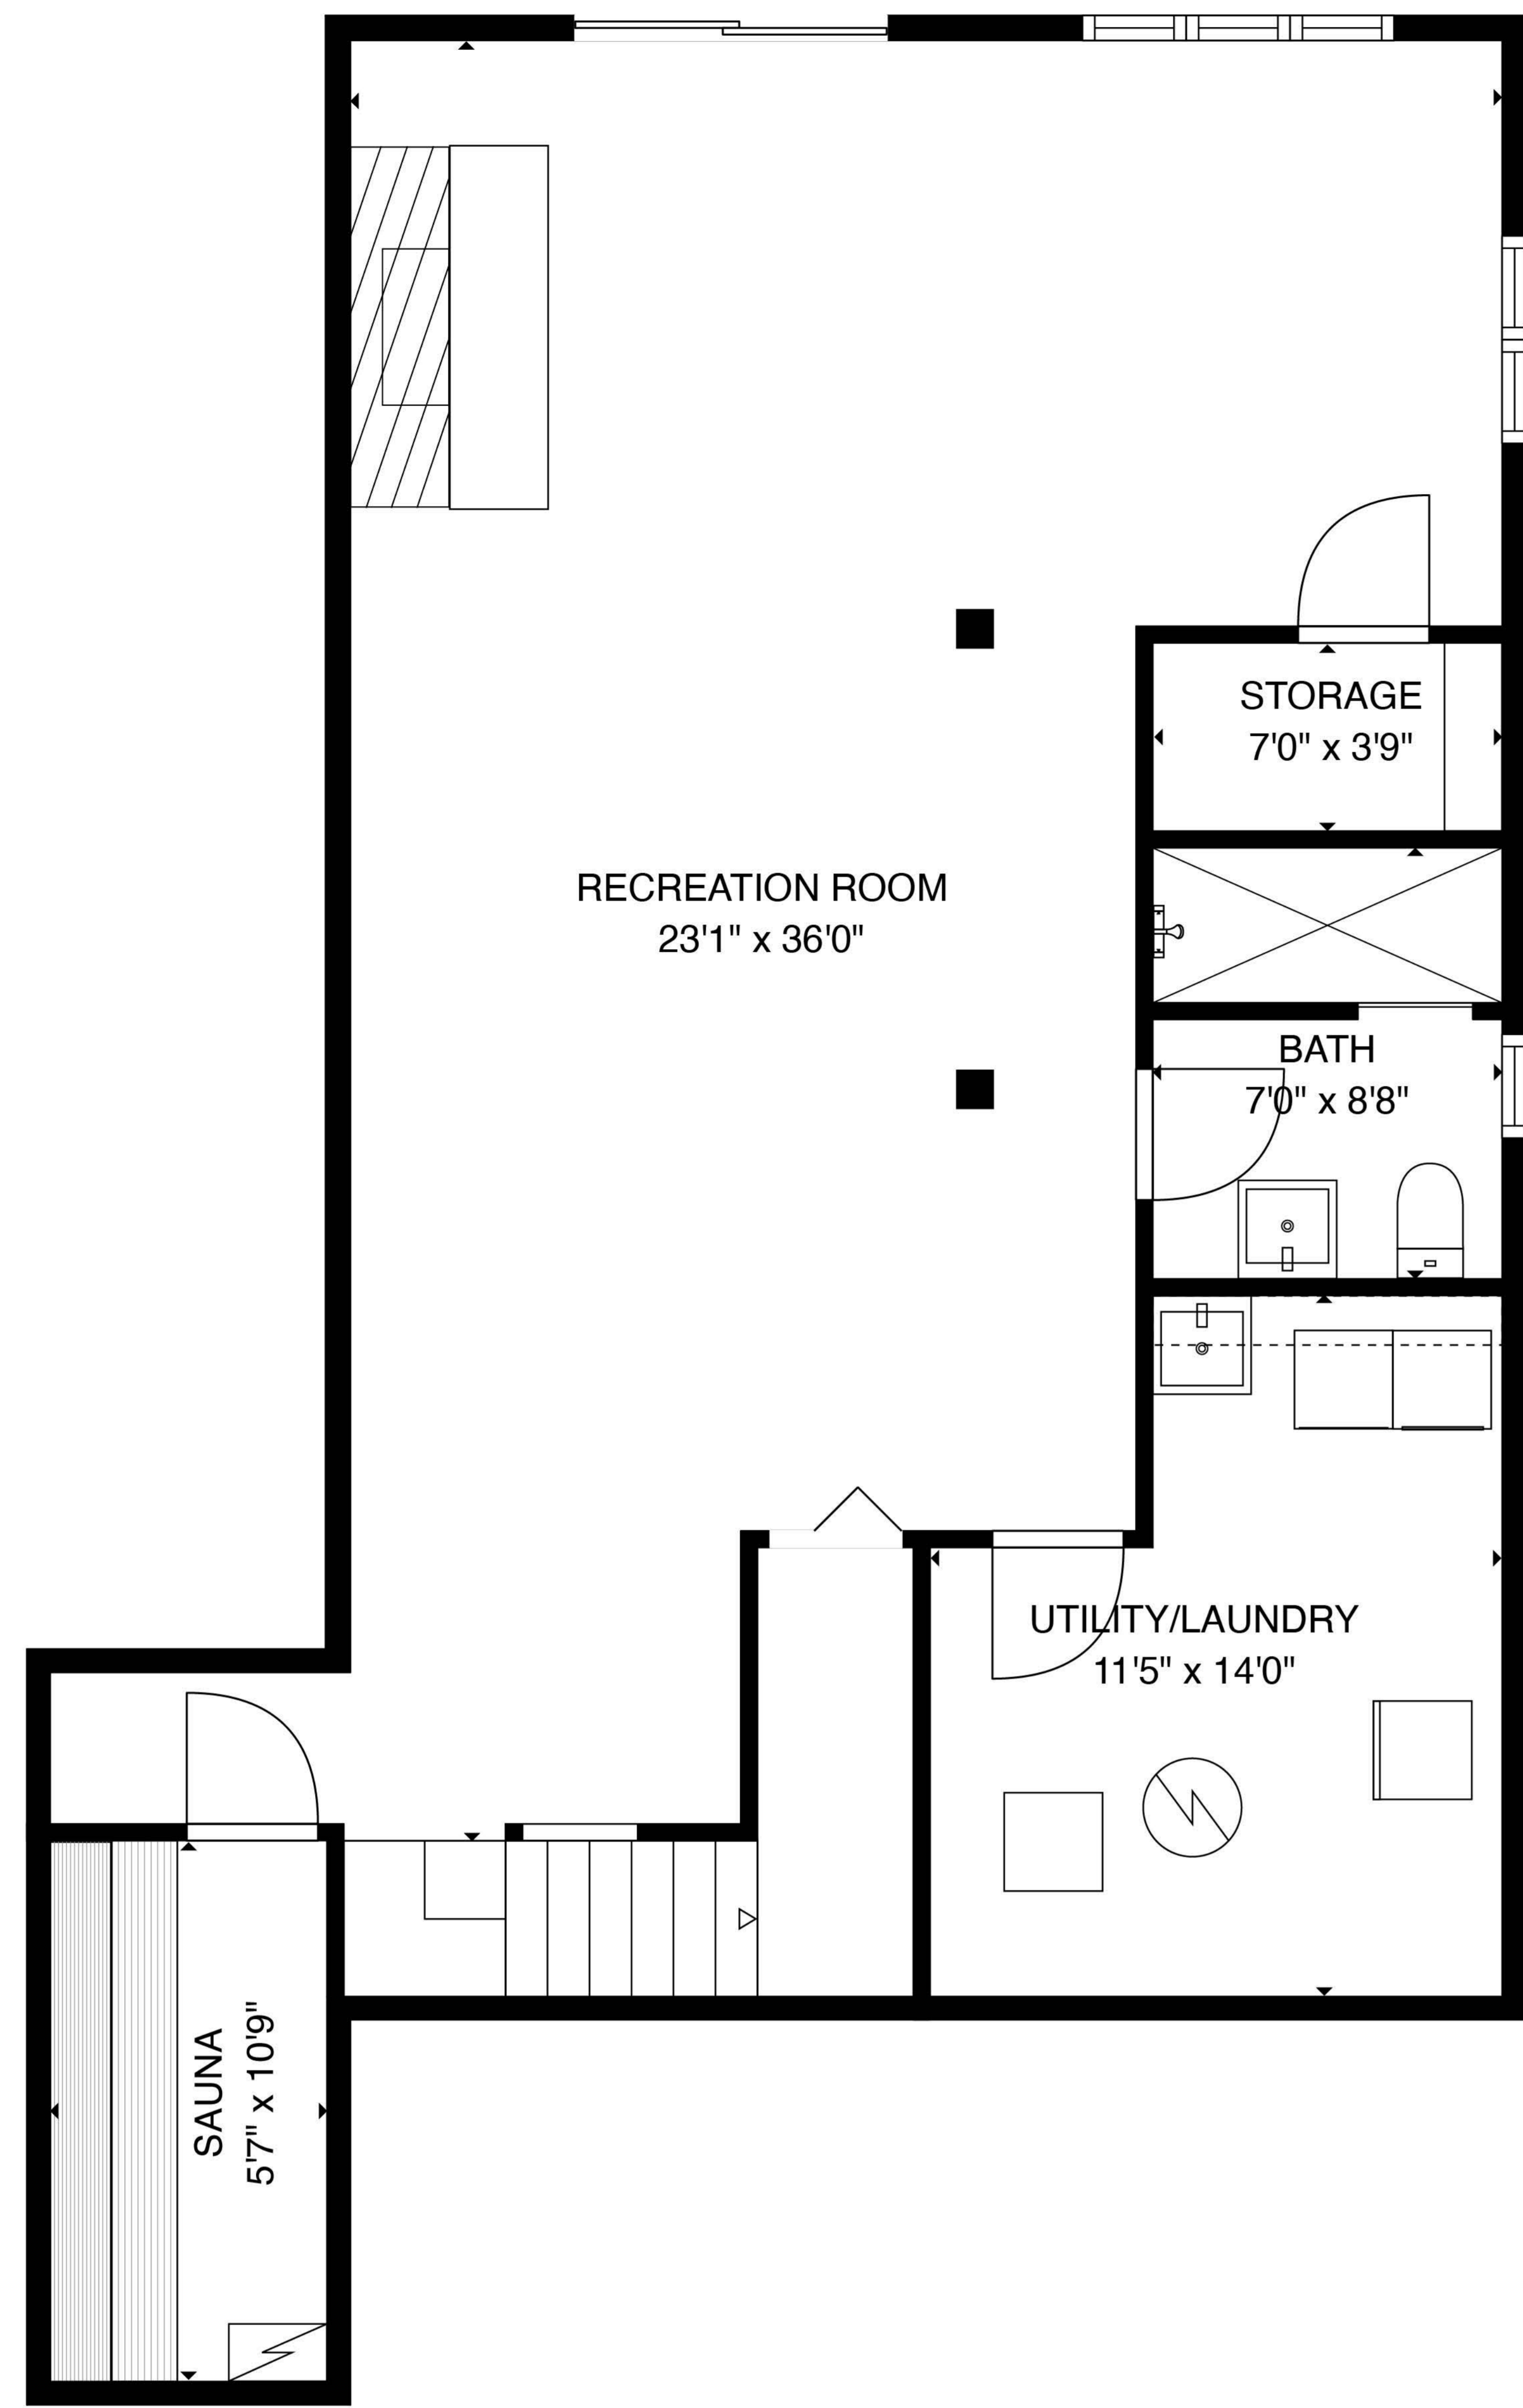 STORAGE
7'0" x 3'9"
RECREATION ROOM
23'1" x 36'0"
BATH
7'0" x 8'8"
UTILITY/LAUNDRY
11'5" x 14'0"
SAUNA
5'7" x 10'9"